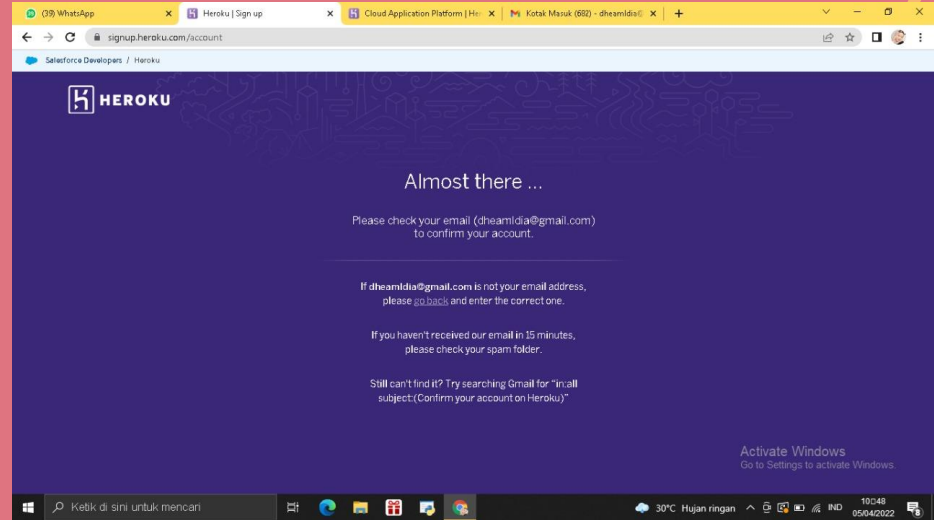 (39) WhatsApp
Heroku | Sign up
Cloud Application Platform | He
Kotak Masuk (682) - dheamldia@
signup.heroku.com/account
Salesforce Developers / Heroku
HEROKU
Almost there ...
Please check your email (dheamldia@gmail.com)
to confirm your account.
If dheamldia@gmail.com is not your email address,
please go back and enter the correct one.
If you haven't received our email in 15 minutes,
please check your spam folder.
Still can't find it? Try searching Gmail for “in:all
subject:(Confirm your account on Heroku)”
Activate Windows
Go to Settings to activate Windows.
Ketik di sini untuk mencari
30°C Hujan ringan
IND
10:48
05/04/2022